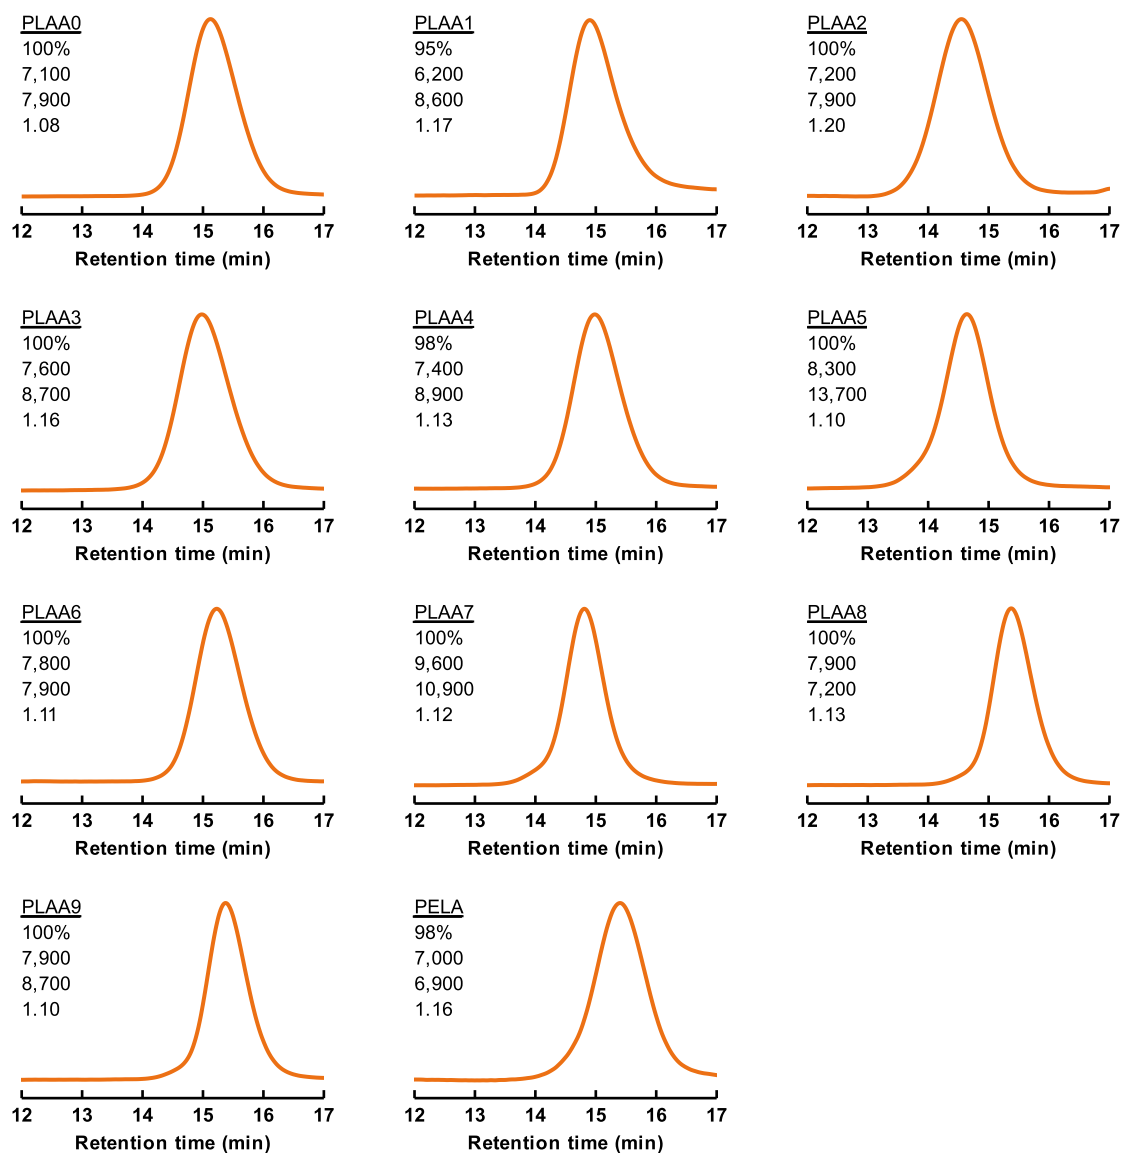 PLAA0
100%
7,100
7,900
1.08
12 13 14 15 16 17
Retention time (min)
PLAA1
95%
6,200
8,600
1.17
12 13 14 15 16 17
Retention time (min)
PLAA2
100%
7,200
7,900
1.20
12 13 14 15 16 17
Retention time (min)
PLAA3
100%
7,600
8,700
1.16
12 13 14 15 16 17
Retention time (min)
PLAA4
98%
7,400
8,900
1.13
12 13 14 15 16 17
Retention time (min)
PLAA5
100%
8,300
13,700
1.10
12 13 14 15 16 17
Retention time (min)
PLAA6
100%
7,800
7,900
1.11
12 13 14 15 16 17
Retention time (min)
PLAA7
100%
9,600
10,900
1.12
12 13 14 15 16 17
Retention time (min)
PLAA8
100%
7,900
7,200
1.13
12 13 14 15 16 17
Retention time (min)
PLAA9
100%
7,900
8,700
1.10
12 13 14 15 16 17
Retention time (min)
PELA
98%
7,000
6,900
1.16
12 13 14 15 16 17
Retention time (min)